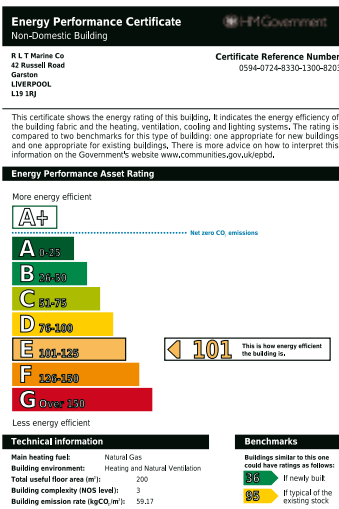 Energy Performance Certificate
HM Government
Non-Domestic Building
R L T Marine Co
42 Russell Road
Garston
LIVERPOOL
L19 1RJ
Certificate Reference Number
0594-0724-8330-1300-8203
This certificate shows the energy rating of this building. It indicates the energy efficiency of
the building fabric and the heating, ventilation, cooling and lighting systems. The rating is
compared to two benchmarks for this type of building: one appropriate for new buildings
and one appropriate for existing buildings. There is more advice on how to interpret this
information on the Government's website www.communities.gov.uk/epbd.
Energy Performance Asset Rating
More energy efficient
A+
Net zero CO₂ emissions
A 0-25
B 26-50
C 51-75
D 76-100
E 101-125
101 This is how energy efficient
the building is.
F 126-150
G Over 150
Less energy efficient
Technical information
Main heating fuel: Natural Gas
Building environment: Heating and Natural Ventilation
Total useful floor area (m²): 200
Building complexity (NOS level): 3
Building emission rate (kgCO₂/m²): 59.17
Benchmarks
Buildings similar to this one
could have ratings as follows:
36 If newly built
95 If typical of the
existing stock